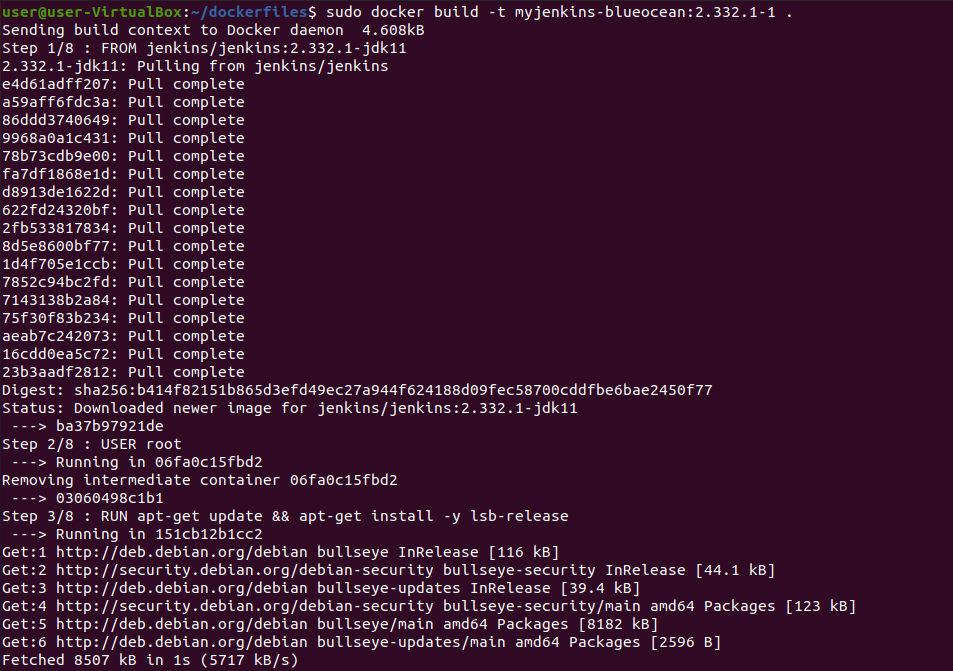 user@user-VirtualBox:~/dockerfiles$ sudo docker build -t myjenkins-blueocean:2.332.1-1 .
Sending build context to Docker daemon  4.608kB
Step 1/8 : FROM jenkins/jenkins:2.332.1-jdk11
2.332.1-jdk11: Pulling from jenkins/jenkins
e4d61adff207: Pull complete
a59aff6fdc3a: Pull complete
86ddd3740649: Pull complete
9968a0a1c431: Pull complete
78b73cdb9e00: Pull complete
fa7df1868e1d: Pull complete
d8913de1622d: Pull complete
622fd24320bf: Pull complete
2fb533817834: Pull complete
8d5e8600bf77: Pull complete
1d4f705e1ccb: Pull complete
7852c94bc2fd: Pull complete
7143138b2a84: Pull complete
75f30f83b234: Pull complete
aeab7c242073: Pull complete
16cdd0ea5c72: Pull complete
23b3aadf2812: Pull complete
Digest: sha256:b414f82151b865d3efd49ec27a944f624188d09fec58700cddfbe6bae2450f77
Status: Downloaded newer image for jenkins/jenkins:2.332.1-jdk11
 ---> ba37b97921de
Step 2/8 : USER root
 ---> Running in 06fa0c15fbd2
Removing intermediate container 06fa0c15fbd2
 ---> 03060498c1b1
Step 3/8 : RUN apt-get update && apt-get install -y lsb-release
 ---> Running in 151cb12b1cc2
Get:1 http://deb.debian.org/debian bullseye InRelease [116 kB]
Get:2 http://security.debian.org/debian-security bullseye-security InRelease [44.1 kB]
Get:3 http://deb.debian.org/debian bullseye-updates InRelease [39.4 kB]
Get:4 http://security.debian.org/debian-security bullseye-security/main amd64 Packages [123 kB]
Get:5 http://deb.debian.org/debian bullseye/main amd64 Packages [8182 kB]
Get:6 http://deb.debian.org/debian bullseye-updates/main amd64 Packages [2596 B]
Fetched 8507 kB in 1s (5717 kB/s)